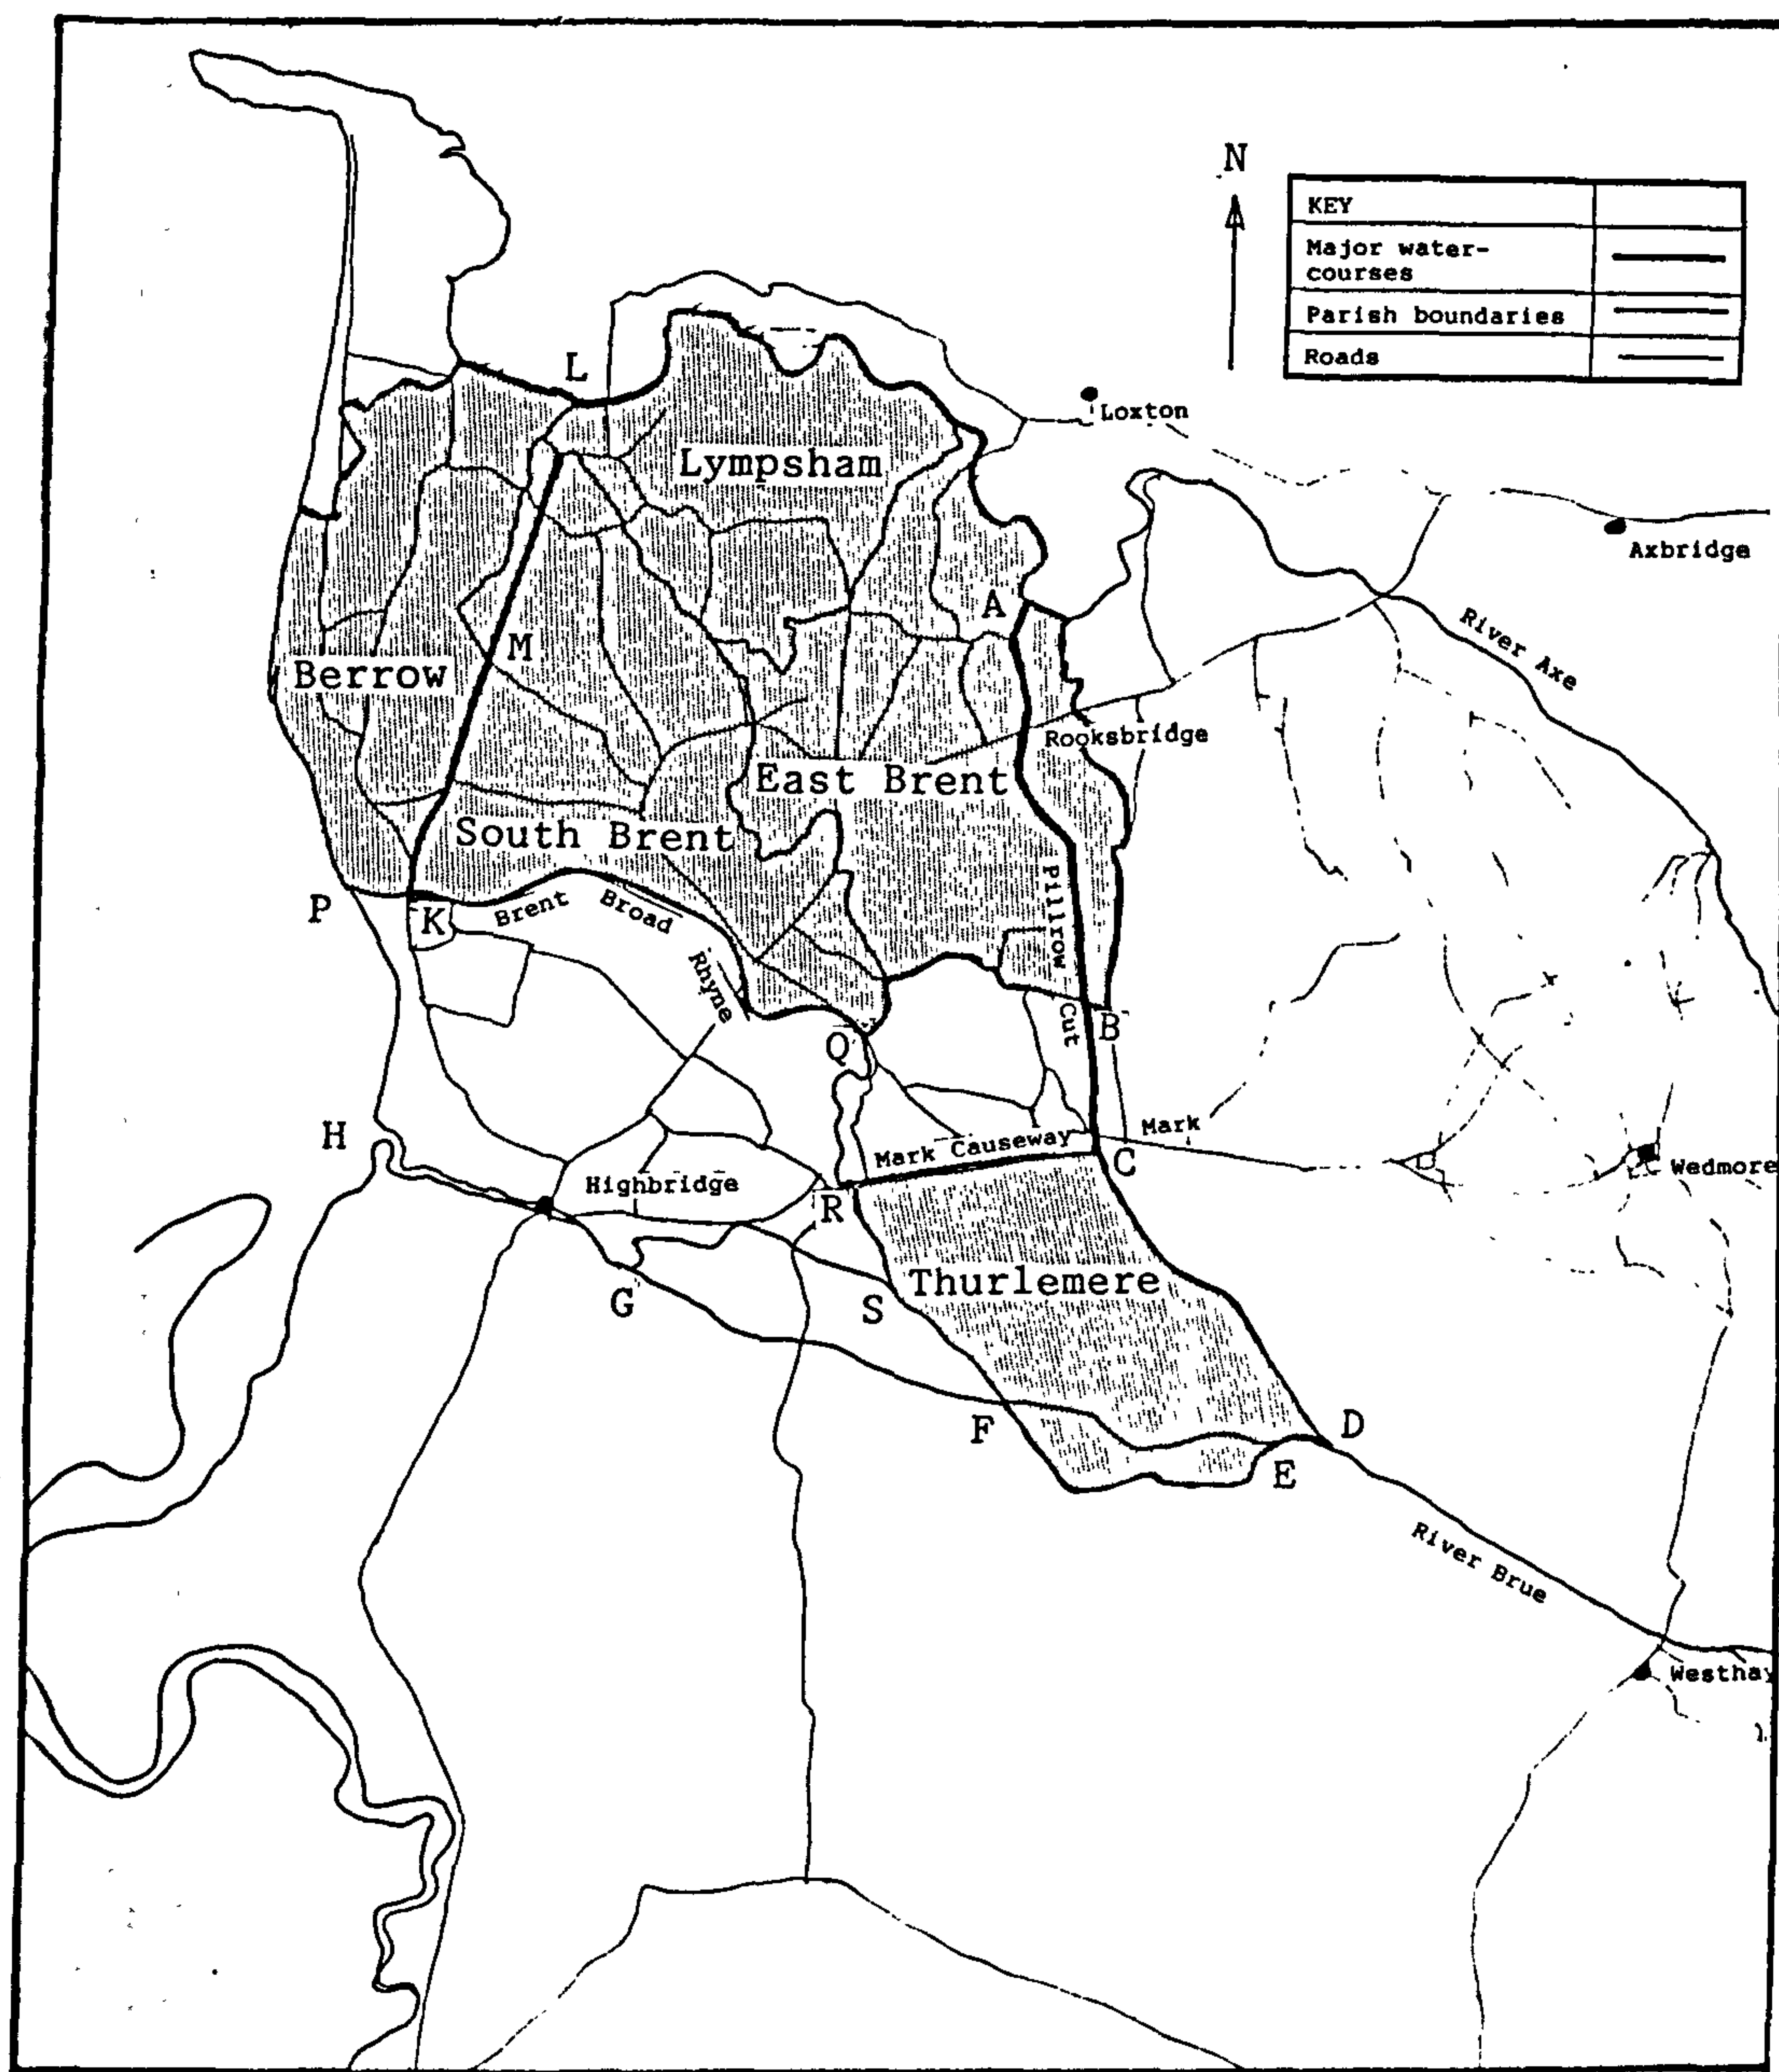 N
KEY
Major water-
courses
Parish boundaries
Roads
L
Loxton
Lympsham
Axbridge
A
River Axe
M
Berrow
Rooksbridge
East Brent
South Brent
Pillrow
Cut
P
K
Brent Broad
Rhyne
B
Q
H
Mark
Mark Causeway
C
Wedmore
Highbridge
R
Thurlemere
G
S
F
D
E
River Brue
Westhay